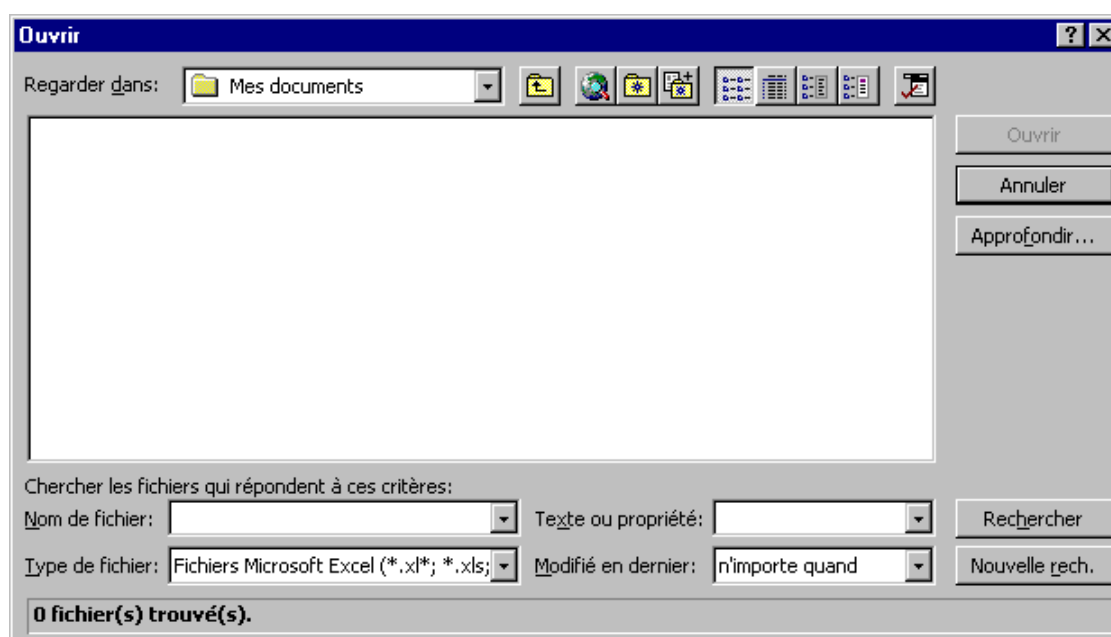 Ouvrir
Regarder dans: Mes documents
Ouvrir
Annuler
Approfondir...
Chercher les fichiers qui répondent à ces critères:
Nom de fichier: Texte ou propriété: Rechercher
Type de fichier: Fichiers Microsoft Excel (*.xl*; *.xls; Modifié en dernier: n'importe quand Nouvelle rech.
0 fichier(s) trouvé(s).